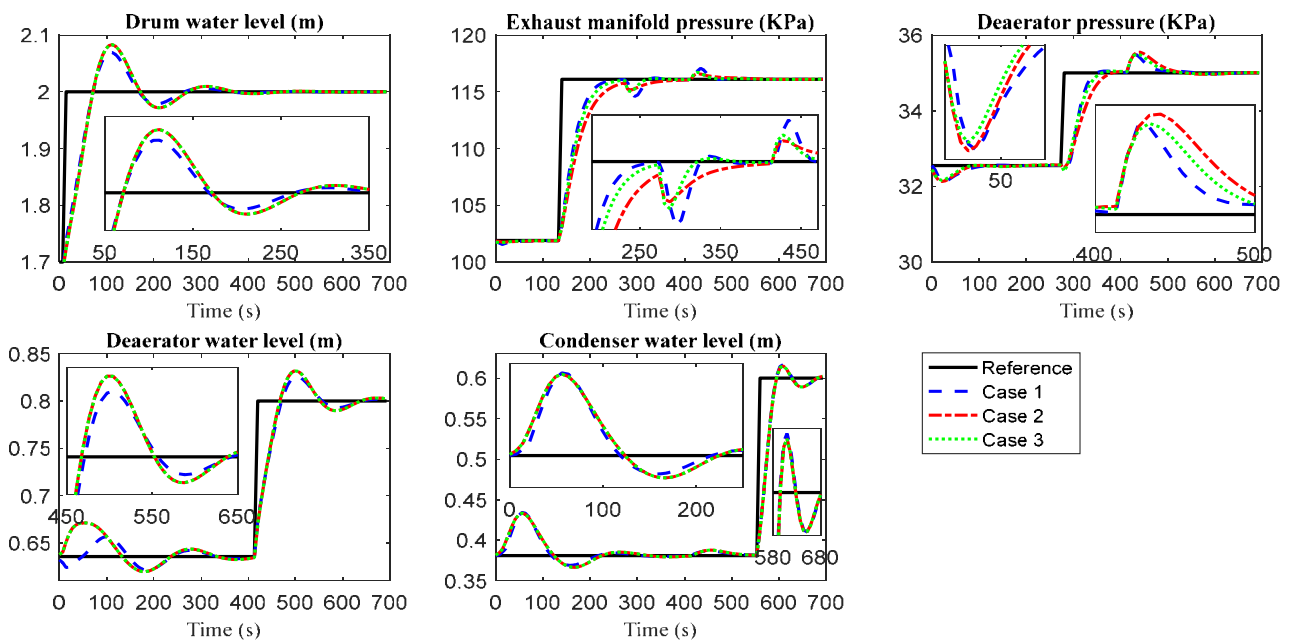 Drum water level (m)
2.1
2
1.9
1.8
1.7
50 150 250 350
0 100 200 300 400 500 600 700
Time (s)
Exhaust manifold pressure (KPa)
120
115
110
105
100
250 350 450
0 100 200 300 400 500 600 700
Time (s)
Deaerator pressure (KPa)
36
34
32
30
50
400 500
0 100 200 300 400 500 600 700
Time (s)
Deaerator water level (m)
0.85
0.8
0.75
0.7
0.65
450 550 650
0 100 200 300 400 500 600 700
Time (s)
Condenser water level (m)
0.6
0.5
0.45
0.4
0.35
0 100 200
580 680
0 100 200 300 400 500 600 700
Time (s)
Reference
Case 1
Case 2
Case 3